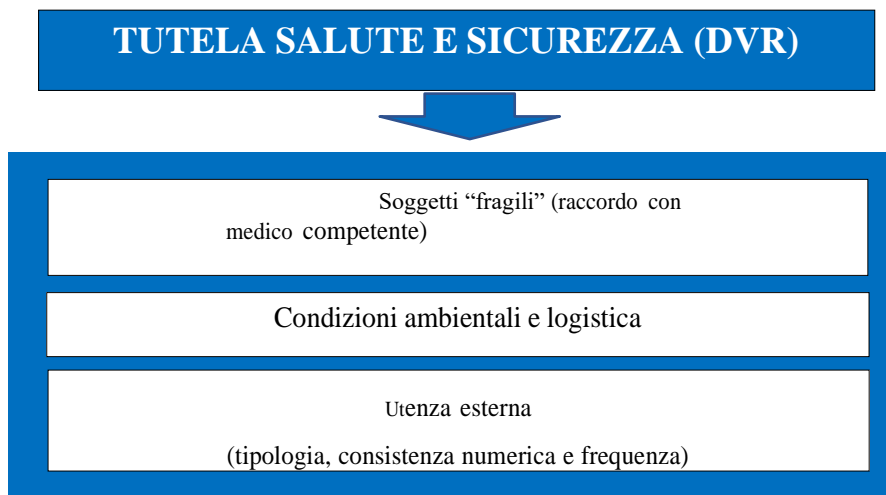 TUTELA SALUTE E SICUREZZA (DVR)
Soggetti “fragili” (raccordo con
medico competente)
Condizioni ambientali e logistica
Utenza esterna
(tipologia, consistenza numerica e frequenza)